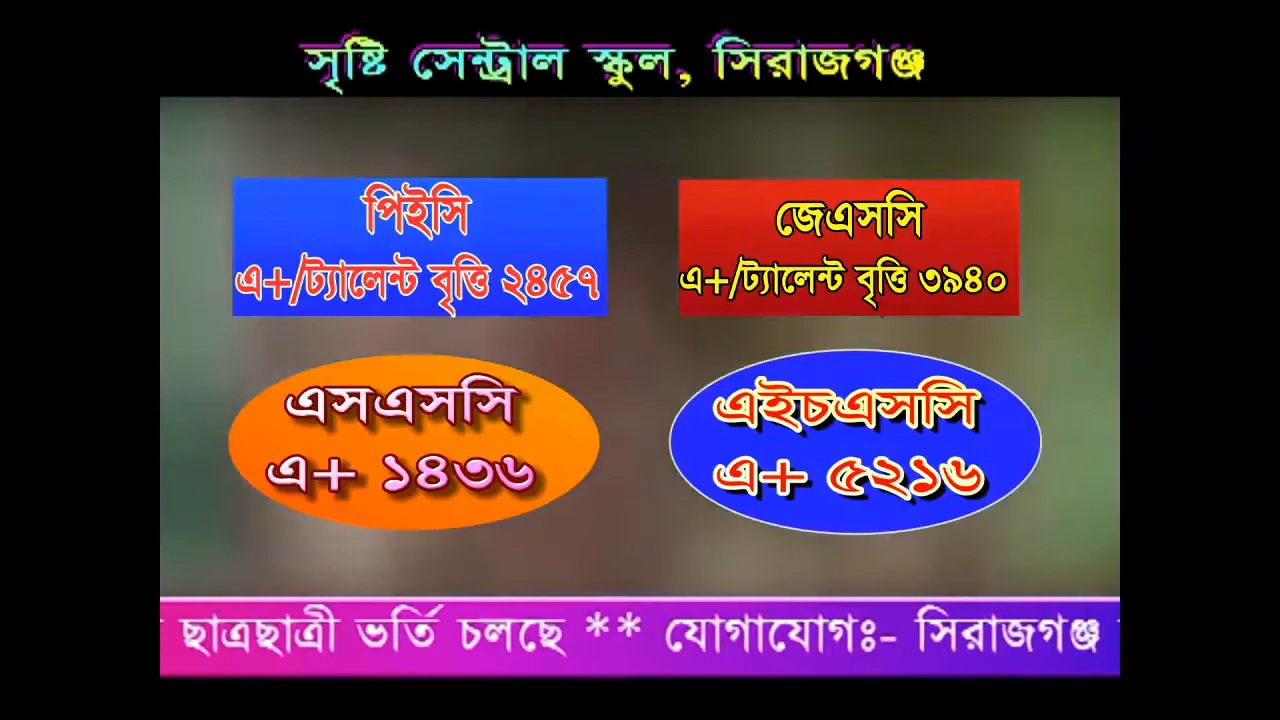 সৃষ্টি সেন্ট্রাল স্কুল, সিরাজগঞ্জ
পিইসি
এ+/ট্যালেন্ট বৃত্তি ২৪৫৭
জেএসসি
এ+/ট্যালেন্ট বৃত্তি ৩৯৪০
এসএসসি
এ+ ১৪৩৬
এইচএসসি
এ+ ৫২১৬
ছাত্রছাত্রী ভর্তি চলছে ** যোগাযোগঃ- সিরাজগঞ্জ